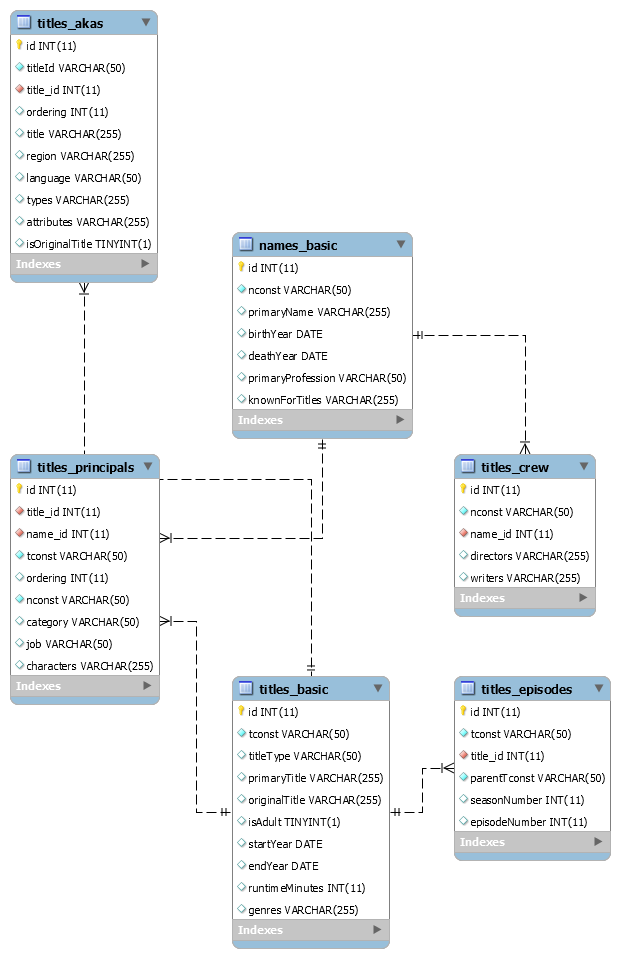 titles_akas
id INT(11)
titleId VARCHAR(50)
title_id INT(11)
ordering INT(11)
title VARCHAR(255)
region VARCHAR(255)
language VARCHAR(50)
types VARCHAR(255)
attributes VARCHAR(255)
isOriginalTitle TINYINT(1)
Indexes
names_basic
id INT(11)
nconst VARCHAR(50)
primaryName VARCHAR(255)
birthYear DATE
deathYear DATE
primaryProfession VARCHAR(50)
knownForTitles VARCHAR(255)
Indexes
titles_principals
id INT(11)
title_id INT(11)
name_id INT(11)
tconst VARCHAR(50)
ordering INT(11)
nconst VARCHAR(50)
category VARCHAR(50)
job VARCHAR(50)
characters VARCHAR(255)
Indexes
titles_crew
id INT(11)
nconst VARCHAR(50)
name_id INT(11)
directors VARCHAR(255)
writers VARCHAR(255)
Indexes
titles_basic
id INT(11)
tconst VARCHAR(50)
titleType VARCHAR(50)
primaryTitle VARCHAR(255)
originalTitle VARCHAR(255)
isAdult TINYINT(1)
startYear DATE
endYear DATE
runtimeMinutes INT(11)
genres VARCHAR(255)
Indexes
titles_episodes
id INT(11)
tconst VARCHAR(50)
title_id INT(11)
parentTconst VARCHAR(50)
seasonNumber INT(11)
episodeNumber INT(11)
Indexes